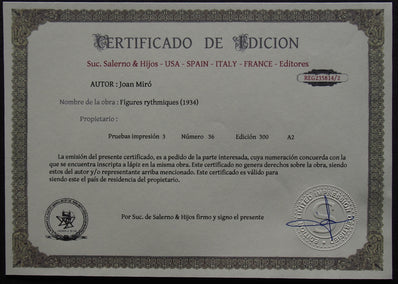 CERTIFICADO DE EDICION
Suc. Salerno & Hijos - USA - SPAIN - ITALY - FRANCE - Editores
REG235614/2
AUTOR : Joan Miró
Nombre de la obra : Figures rythmiques (1934)
Propietario :
Pruebas impresión 3 Número 36 Edición 300 A2
La emisión del presente certificado, es a pedido de la parte interesada, cuya numeración concuerda con la
que se encuentra inscripta a lápiz en la misma obra. Este certificado no genera derechos sobre la obra, siendo
estos del autor y/o representante arriba mencionado. Este certificado es válido para
siendo este el país de residencia del propietario.
Por Suc. de Salerno & Hijos firmo y signo el presente